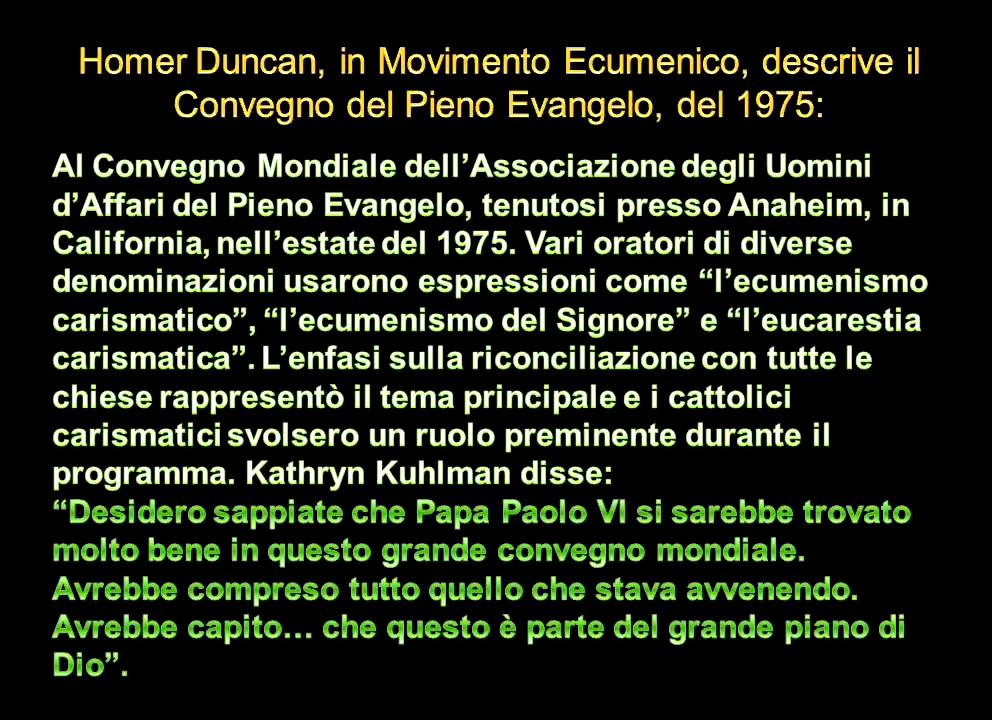 Homer Duncan, in Movimento Ecumenico, descrive il
Convegno del Pieno Evangelo, del 1975:
Al Convegno Mondiale dell’Associazione degli Uomini
d’Affari del Pieno Evangelo, tenutosi presso Anaheim, in
California, nell’estate del 1975. Vari oratori di diverse
denominazioni usarono espressioni come “l’ecumenismo
carismatico”, “l’ecumenismo del Signore” e “l’eucarestia
carismatica”. L’enfasi sulla riconciliazione con tutte le
chiese rappresentò il tema principale e i cattolici
carismatici svolsero un ruolo preminente durante il
programma. Kathryn Kuhlman disse:
“Desidero sappiate che Papa Paolo VI si sarebbe trovato
molto bene in questo grande convegno mondiale.
Avrebbe compreso tutto quello che stava avvenendo.
Avrebbe capito… che questo è parte del grande piano di
Dio”.